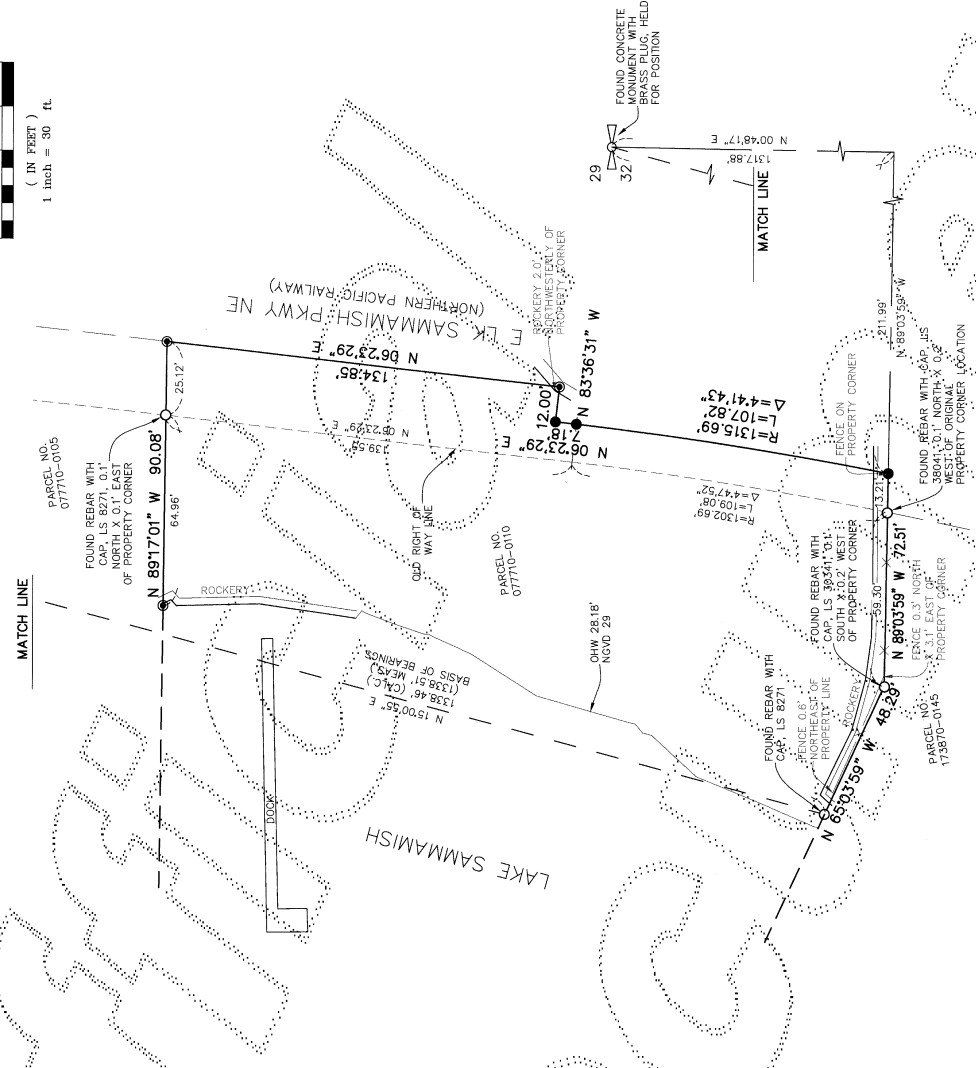 ( IN FEET )
1 inch = 30 ft.
FOUND CONCRETE
MONUMENT WITH
BRASS PLUG, HELD
FOR POSITION
29
32
N 00°48'17" E
1317.88'
MATCH LINE
E LK SAMMAMISH PKWY NE
(NORTHERN PACIFIC RAILWAY)
ROCKERY 2.0'
NORTHWESTERLY OF
PROPERTY CORNER
N 06°23'29" E
134.85'
25.12'
N 06°23'29" E
139.55'
12.00'
N 83°36'31" W
7.18'
N 06°23'29" E
R=1315.69'
L=107.82'
Δ=4°41'43"
R=1302.69'
L=109.08'
Δ=4°47'52"
211.99'
N 89°03'59" W
FENCE ON
PROPERTY CORNER
FOUND REBAR WITH CAP, LS
38041, 0.1' NORTH X 0.2'
WEST OF ORIGINAL
PROPERTY CORNER LOCATION
13.21'
PARCEL NO.
077710-0105
FOUND REBAR WITH
CAP, LS 8271, 0.1'
NORTH X 0.1' EAST
OF PROPERTY CORNER
N 89°17'01" W 90.08'
64.96'
OLD RIGHT OF
WAY LINE
PARCEL NO.
077710-0110
MATCH LINE
ROCKERY
N 15°00'55" E
1338.46' (CALC.)
(1338.51' MEAS.)
BASIS OF BEARINGS
OHW 28.18'
NGVD 29
DOCK
LAKE SAMMAMISH
FOUND REBAR WITH
CAP, LS 30341, 0.1'
SOUTH X 0.2' WEST
OF PROPERTY CORNER
59.30'
N 89°03'59" W 72.51'
FENCE 0.3' NORTH
X 3.1' EAST OF
PROPERTY CORNER
FOUND REBAR WITH
CAP, LS 8271
FENCE 0.6'
NORTHEAST OF
PROPERTY LINE
ROCKERY
N 65°03'59" W 48.29'
PARCEL NO.
173870-0145